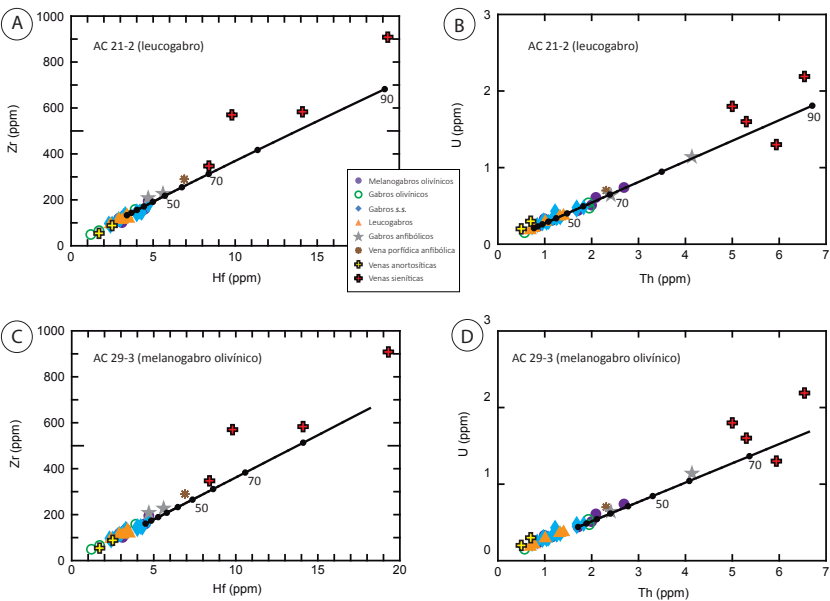 A
AC 21-2 (leucogabro)
1000
800
600
400
200
0
0
5
10
15
Zr (ppm)
Hf (ppm)
50
70
90
Melanogabros olivínicos
Gabros olivínicos
Gabros s.s.
Leucogabros
Gabros anfibólicos
Vena porfídica anfibólica
Venas anortosíticas
Venas sieníticas
B
AC 21-2 (leucogabro)
3
2
1
0
0
1
2
3
4
5
6
7
U (ppm)
Th (ppm)
50
70
90
C
AC 29-3 (melanogabro olivínico)
1000
800
600
400
200
0
0
5
10
15
20
Zr (ppm)
Hf (ppm)
50
70
D
AC 29-3 (melanogabro olivínico)
3
2
1
0
0
1
2
3
4
5
6
7
U (ppm)
Th (ppm)
50
70